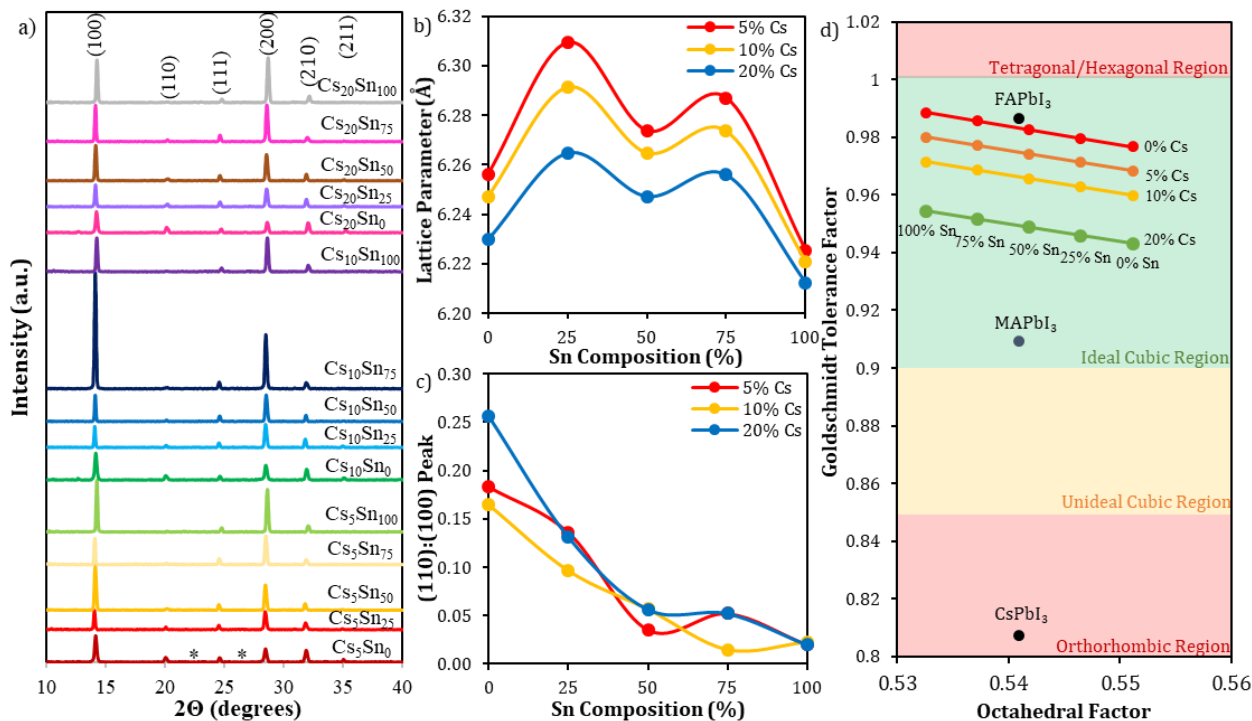 a)
(100)
(110)
(111)
(200)
(210)
(211)
Cs20Sn100
Cs20Sn75
Cs20Sn50
Cs20Sn25
Cs20Sn0
Cs10Sn100
Cs10Sn75
Cs10Sn50
Cs10Sn25
Cs10Sn0
Cs5Sn100
Cs5Sn75
Cs5Sn50
Cs5Sn25
Cs5Sn0
* *
Intensity (a.u.)
10 15 20 25 30 35 40
2Θ (degrees)
b)
6.32
6.30
6.28
6.26
6.24
6.22
6.20
Lattice Parameter (Å)
5% Cs
10% Cs
20% Cs
0 25 50 75 100
Sn Composition (%)
c)
0.30
0.25
0.20
0.15
0.10
0.05
0.00
(110):(100) Peak
5% Cs
10% Cs
20% Cs
0 25 50 75 100
Sn Composition (%)
d)
1.02
1
0.98
0.96
0.94
0.92
0.9
0.88
0.86
0.84
0.82
0.8
Goldschmidt Tolerance Factor
Tetragonal/Hexagonal Region
FAPbI3
0% Cs
5% Cs
10% Cs
20% Cs
100% Sn
75% Sn
50% Sn
25% Sn
0% Sn
MAPbI3
Ideal Cubic Region
Unideal Cubic Region
CsPbI3
Orthorhombic Region
0.53 0.54 0.55 0.56
Octahedral Factor